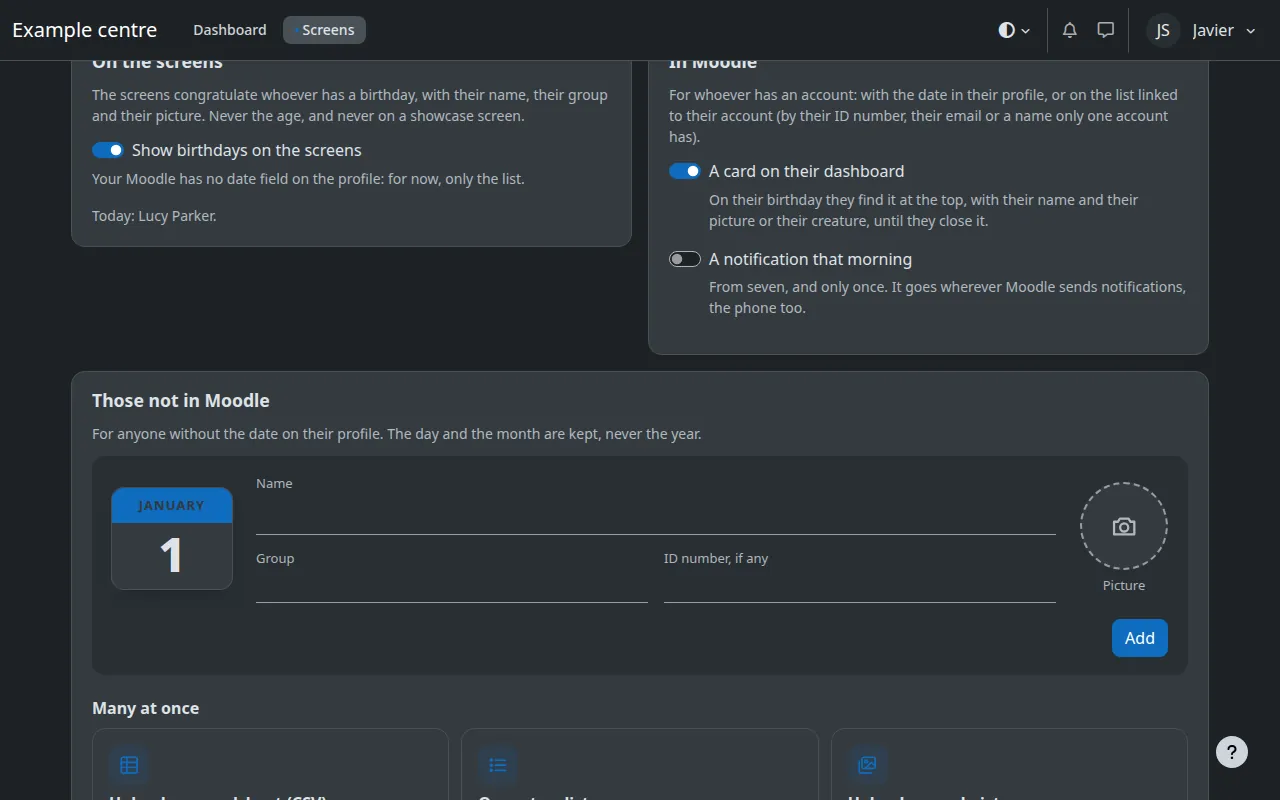 Example centre
Dashboard
Screens
JS
Javier
On the screens
The screens congratulate whoever has a birthday, with their name, their group
and their picture. Never the age, and never on a showcase screen.
Show birthdays on the screens
Your Moodle has no date field on the profile: for now, only the list.
Today: Lucy Parker.
In Moodle
For whoever has an account: with the date in their profile, or on the list linked
to their account (by their ID number, their email or a name only one account
has).
A card on their dashboard
On their birthday they find it at the top, with their name and their
picture or their creature, until they close it.
A notification that morning
From seven, and only once. It goes wherever Moodle sends notifications,
the phone too.
Those not in Moodle
For anyone without the date on their profile. The day and the month are kept, never the year.
JANUARY
1
Name
Group
ID number, if any
Picture
Add
Many at once
?